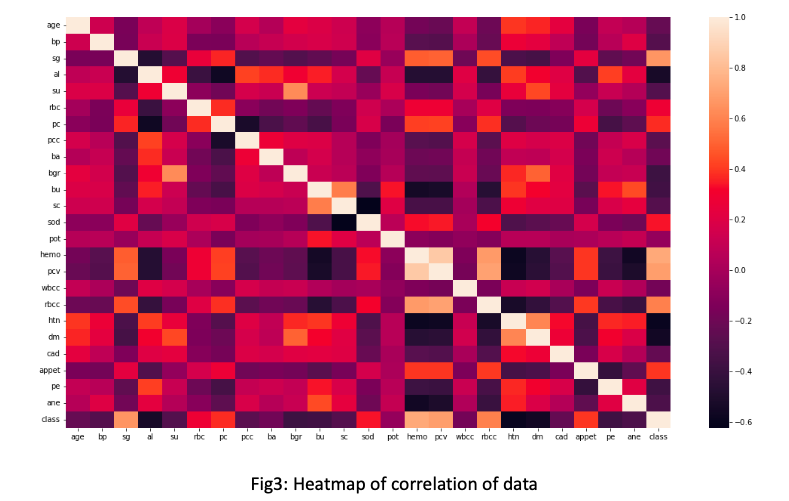 age
bp
sg
al
su
rbc
pc
pcc
ba
bgr
bu
sc
sod
pot
hemo
pcv
wbcc
rbcc
htn
dm
cad
appet
pe
ane
class
age bp sg al su rbc pc pcc ba bgr bu sc sod pot hemo pcv wbcc rbcc htn dm cad appet pe ane class
1.0
0.8
0.6
0.4
0.2
0.0
−0.2
−0.4
−0.6
Fig3: Heatmap of correlation of data